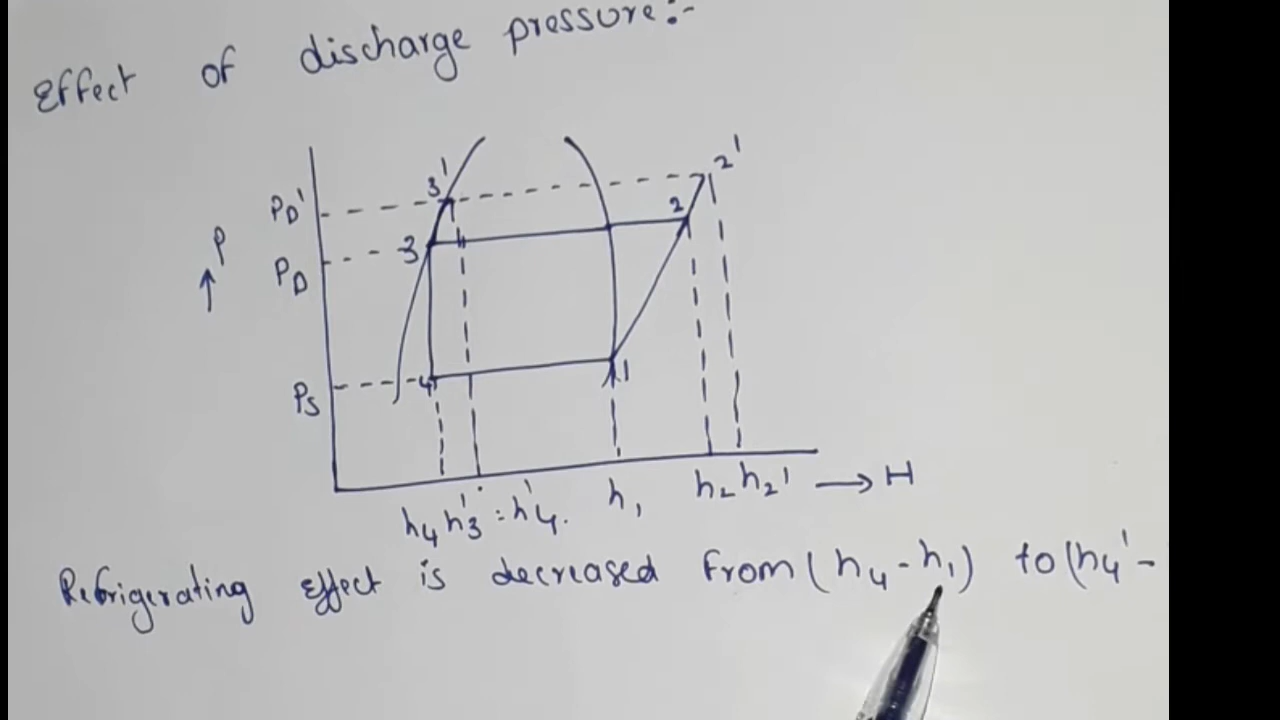 Effect of discharge pressure:-
2'
3'
PD'
2
P
3
PD
4
1
Ps
h4 h3' = h4'. h1 h2 h2' → H
Refrigerating Effect is decreased from (h4 - h1) to (h4' -